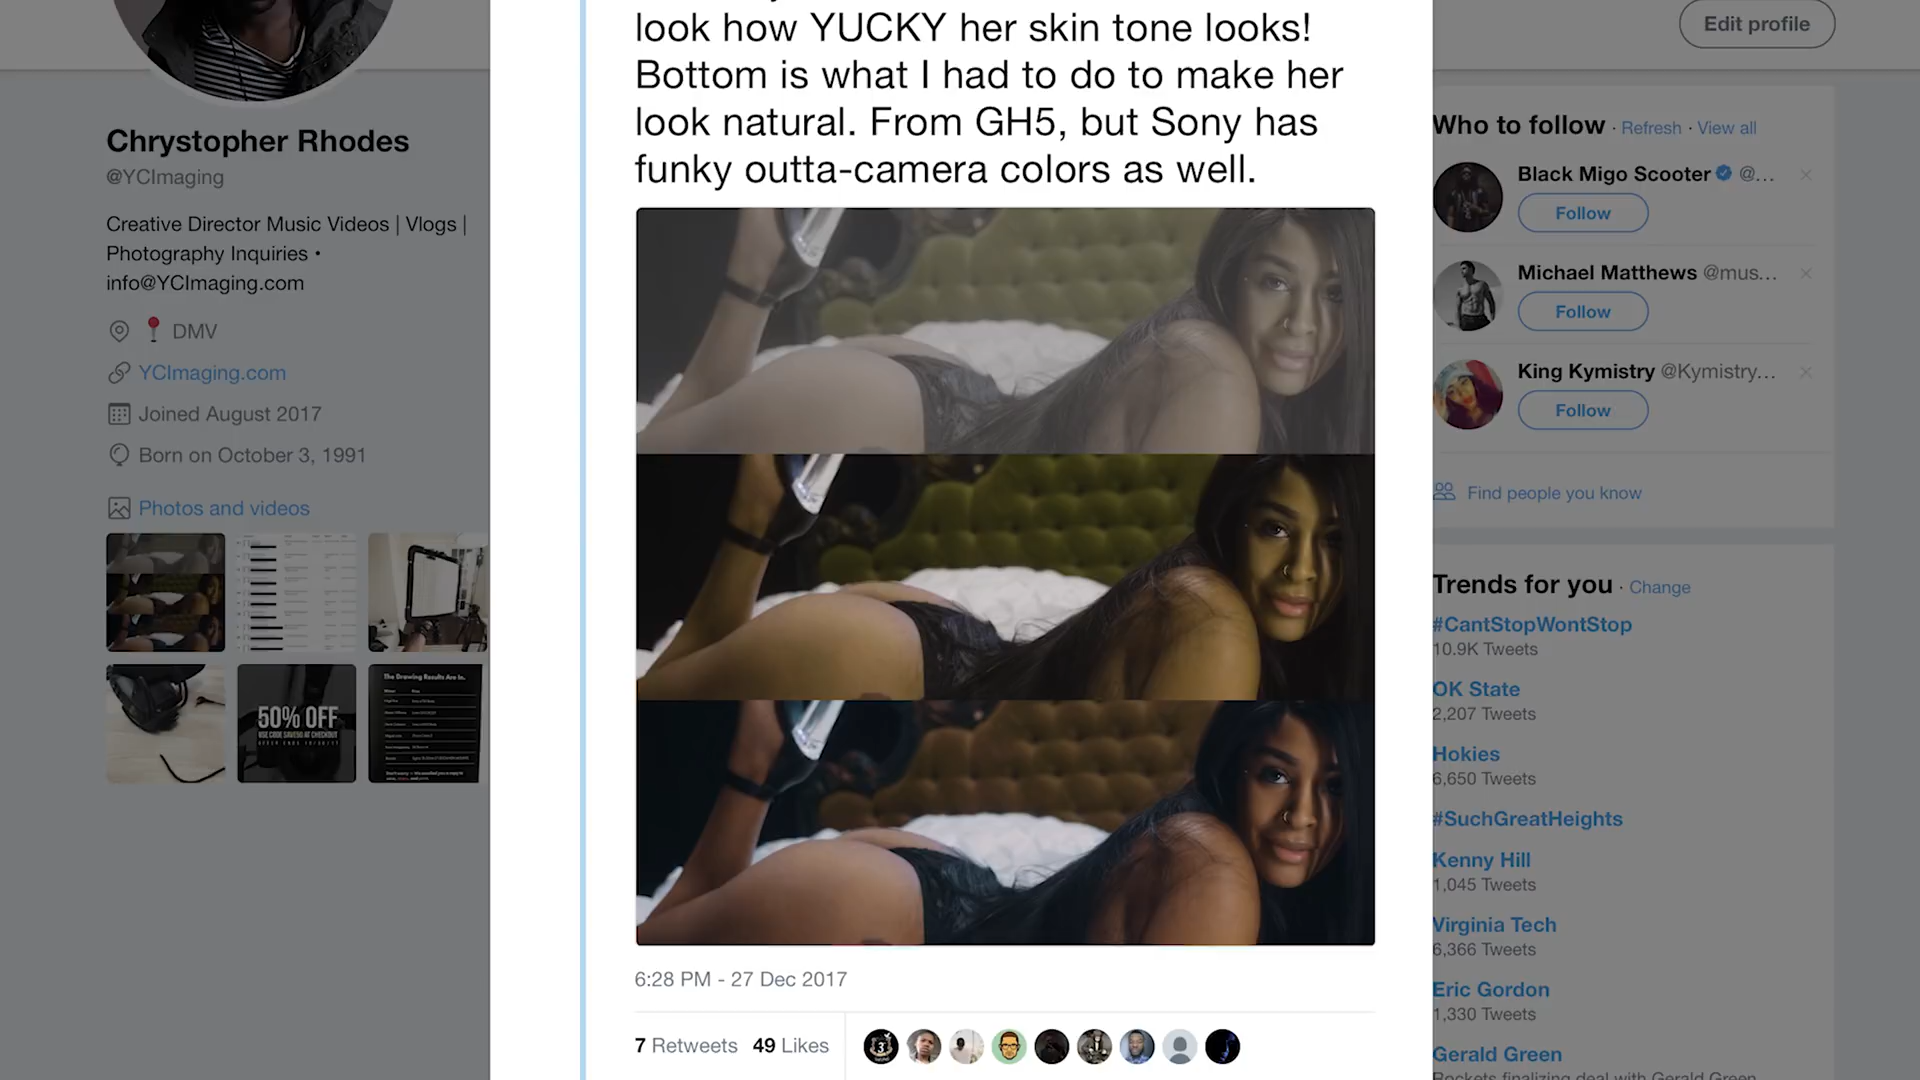 look how YUCKY her skin tone looks!
Bottom is what I had to do to make her
look natural. From GH5, but Sony has
funky outta-camera colors as well.
6:28 PM - 27 Dec 2017
7 Retweets 49 Likes
Chrystopher Rhodes
@YCImaging
Creative Director Music Videos | Vlogs |
Photography Inquiries •
info@YCImaging.com
DMV
YCImaging.com
Joined August 2017
Born on October 3, 1991
Photos and videos
50% OFF
The Drawing Results Are In.
Edit profile
Who to follow · Refresh · View all
Black Migo Scooter @...
Follow
Michael Matthews @mus...
Follow
King Kymistry @Kymistry...
Follow
Find people you know
Trends for you · Change
#CantStopWontStop
10.9K Tweets
OK State
2,207 Tweets
Hokies
6,650 Tweets
#SuchGreatHeights
Kenny Hill
1,045 Tweets
Virginia Tech
6,366 Tweets
Eric Gordon
1,330 Tweets
Gerald Green
Rockets finalizing deal with Gerald Green